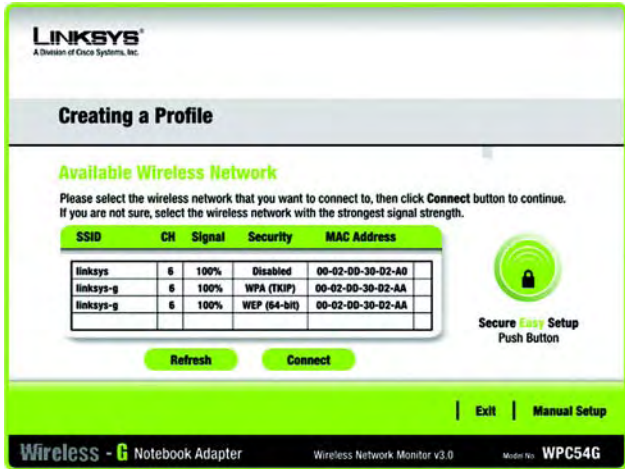 LINKSYS®
A Division of Cisco Systems, Inc.
Creating a Profile
Available Wireless Network
Please select the wireless network that you want to connect to, then click Connect button to continue.
If you are not sure, select the wireless network with the strongest signal strength.
SSID CH Signal Security MAC Address
linksys 6 100% Disabled 00-02-DD-30-D2-A0
linksys-g 6 100% WPA (TKIP) 00-02-DD-30-D2-AA
linksys-g 6 100% WEP (64-bit) 00-02-DD-30-D2-AA
Secure Easy Setup
Push Button
Refresh Connect
Exit Manual Setup
Wireless - G Notebook Adapter Wireless Network Monitor v3.0 Model No. WPC54G